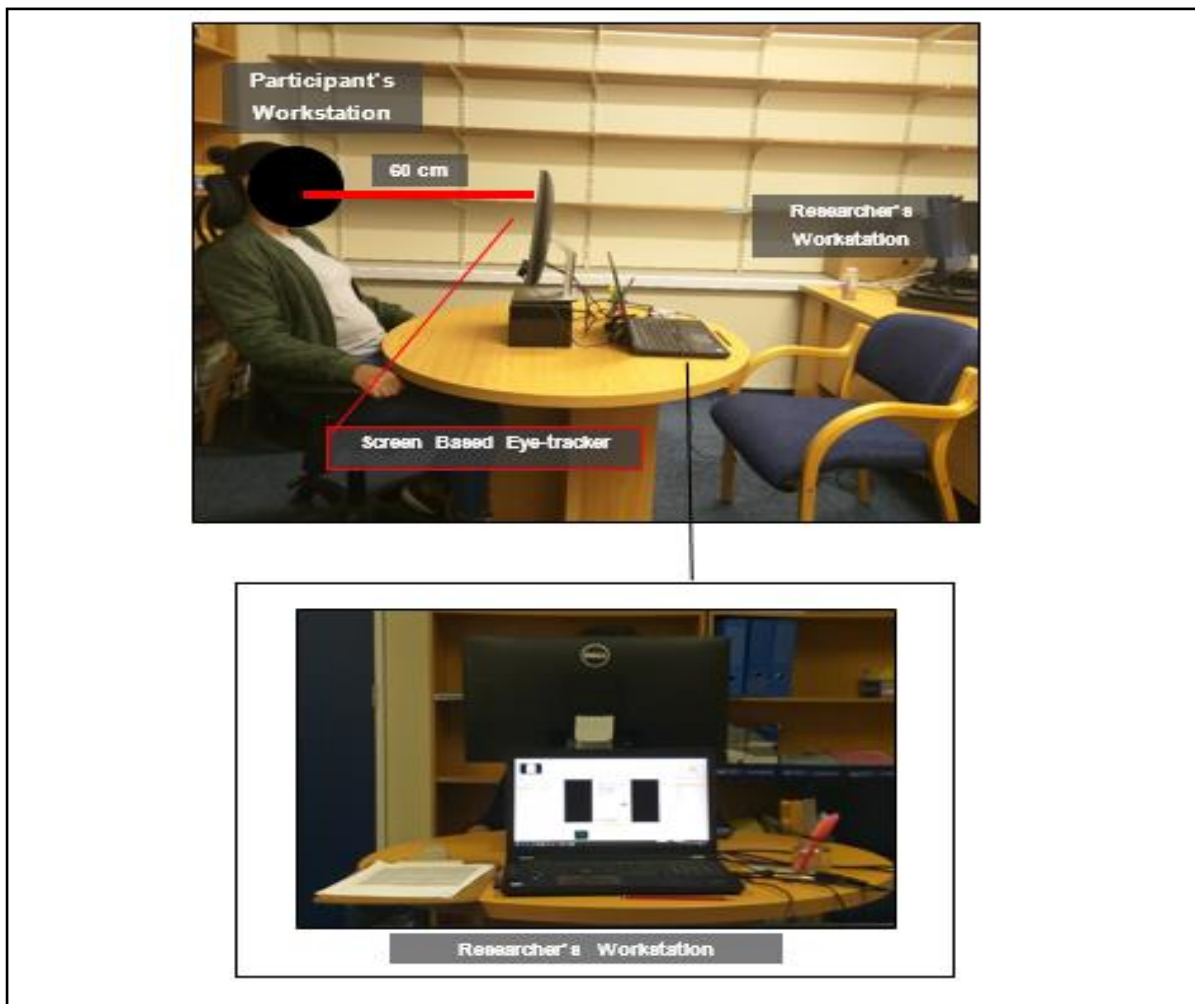 Participant's
Workstation
60 cm
Researcher's
Workstation
Screen Based Eye-tracker
DELL
Researcher's Workstation